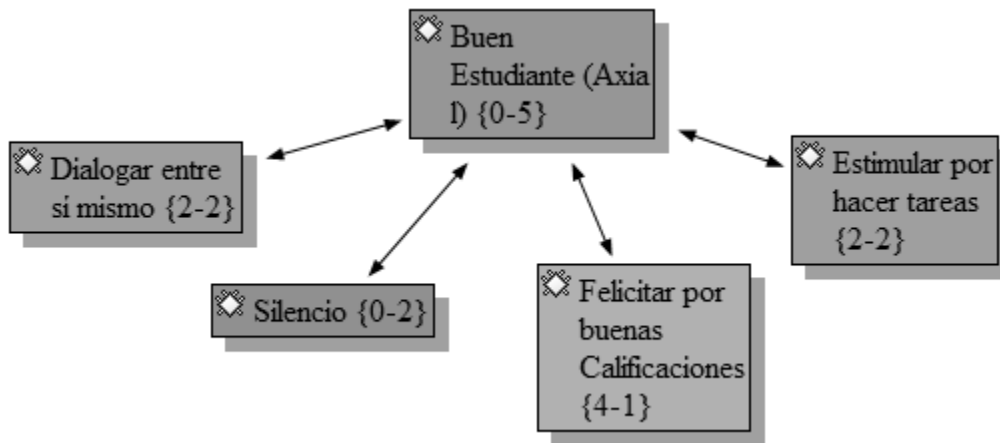 Buen
Estudiante (Axia
l) {0-5}
Dialogar entre
sí mismo {2-2}
Estimular por
hacer tareas
{2-2}
Silencio {0-2}
Felicitar por
buenas
Calificaciones
{4-1}